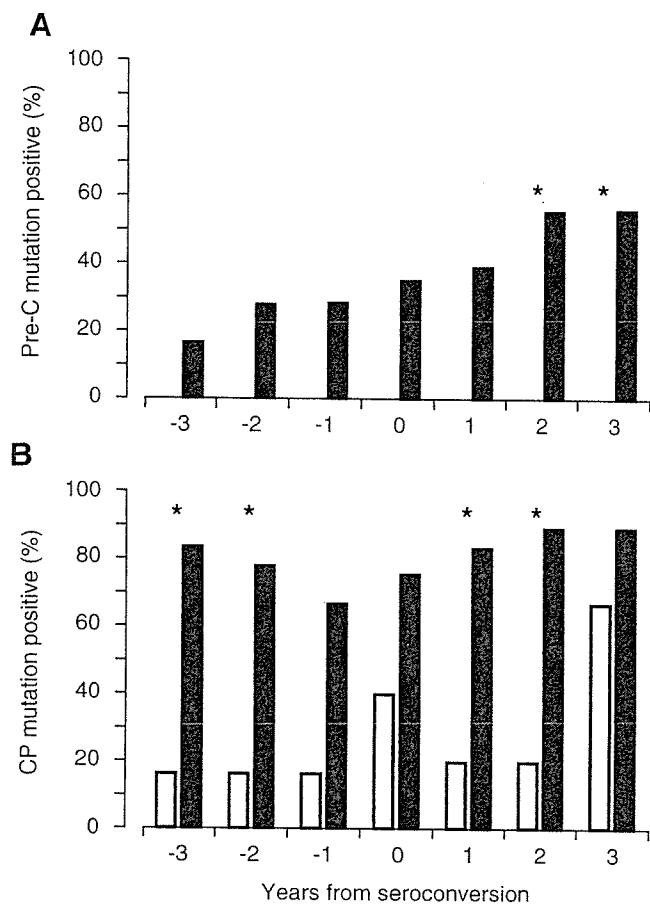 A
Pre-C mutation positive (%)
100
80
60
40
20
0
* *
-3 -2 -1 0 1 2 3
B
CP mutation positive (%)
100
80
60
40
20
0
* * * *
-3 -2 -1 0 1 2 3
Years from seroconversion